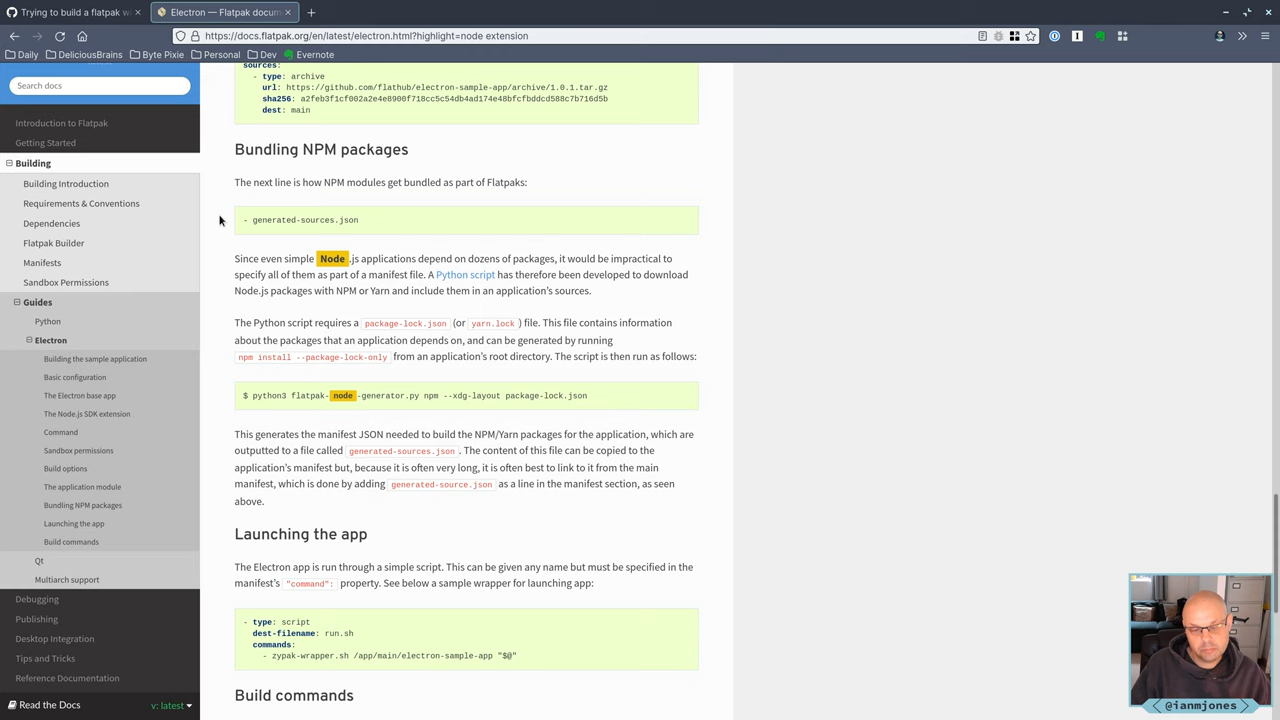 Trying to build a flatpak w
Electron — Flatpak docum
https://docs.flatpak.org/en/latest/electron.html?highlight=node extension
Daily
DeliciousBrains
Byte Pixie
Personal
Dev
Evernote
Search docs
Introduction to Flatpak
Getting Started
Building
Building Introduction
Requirements & Conventions
Dependencies
Flatpak Builder
Manifests
Sandbox Permissions
Guides
Python
Electron
Building the sample application
Basic configuration
The Electron base app
The Node.js SDK extension
Command
Sandbox permissions
Build options
The application module
Bundling NPM packages
Launching the app
Build commands
Qt
Multiarch support
Debugging
Publishing
Desktop Integration
Tips and Tricks
Reference Documentation
Read the Docs
v: latest
sources:
- type: archive
url: https://github.com/flathub/electron-sample-app/archive/1.0.1.tar.gz
sha256: a2feb3f1cf002a2e4e8900f718cc5c54db4ad174e48bfcfbddcd588c7b716d5b
dest: main
Bundling NPM packages
The next line is how NPM modules get bundled as part of Flatpaks:
- generated-sources.json
Since even simple Node.js applications depend on dozens of packages, it would be impractical to
specify all of them as part of a manifest file. A Python script has therefore been developed to download
Node.js packages with NPM or Yarn and include them in an application's sources.
The Python script requires a package-lock.json (or yarn.lock) file. This file contains information
about the packages that an application depends on, and can be generated by running
npm install --package-lock-only from an application's root directory. The script is then run as follows:
$ python3 flatpak-node-generator.py npm --xdg-layout package-lock.json
This generates the manifest JSON needed to build the NPM/Yarn packages for the application, which are
outputted to a file called generated-sources.json. The content of this file can be copied to the
application's manifest but, because it is often very long, it is often best to link to it from the main
manifest, which is done by adding generated-source.json as a line in the manifest section, as seen
above.
Launching the app
The Electron app is run through a simple script. This can be given any name but must be specified in the
manifest's "command": property. See below a sample wrapper for launching app:
- type: script
dest-filename: run.sh
commands:
- zypak-wrapper.sh /app/main/electron-sample-app "$@"
Build commands
@ianmjones